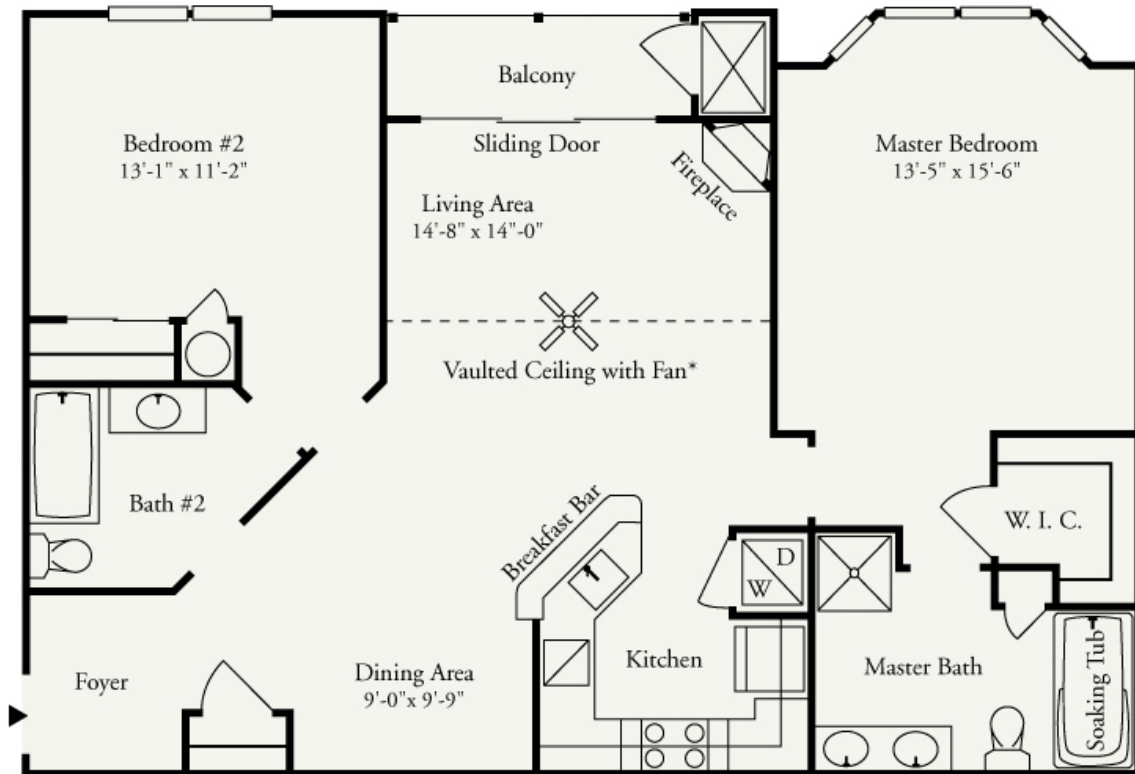 Balcony
Bedroom #2
13'-1" x 11'-2"
Sliding Door
Master Bedroom
13'-5" x 15'-6"
Fireplace
Living Area
14'-8" x 14"-0"
Vaulted Ceiling with Fan*
Bath #2
Breakfast Bar
W. I. C.
D
W
Foyer
Dining Area
9'-0"x 9'-9"
Kitchen
Master Bath
Soaking Tub